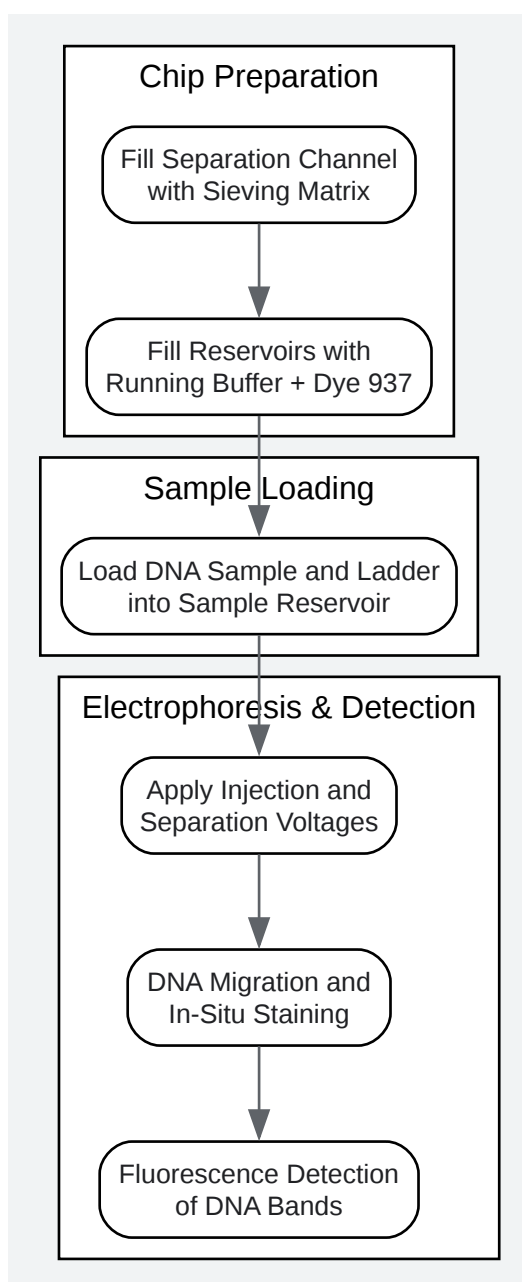 Chip Preparation
Fill Separation Channel
with Sieving Matrix
Fill Reservoirs with
Running Buffer + Dye 937
Sample Loading
Load DNA Sample and Ladder
into Sample Reservoir
Electrophoresis & Detection
Apply Injection and
Separation Voltages
DNA Migration and
In-Situ Staining
Fluorescence Detection
of DNA Bands